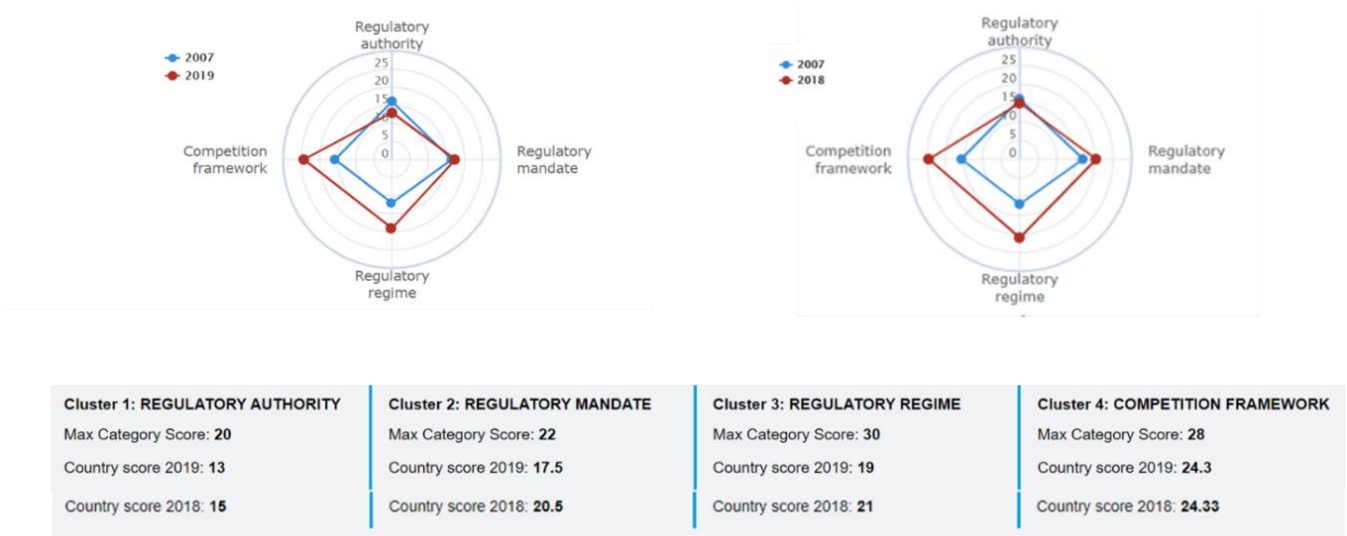 Regulatory
authority
2007
2019
25
20
15
10
5
0
Competition
framework
Regulatory
mandate
Regulatory
regime
Regulatory
authority
2007
2018
25
20
15
10
5
0
Competition
framework
Regulatory
mandate
Regulatory
regime
Cluster 1: REGULATORY AUTHORITY
Max Category Score: 20
Country score 2019: 13
Country score 2018: 15
Cluster 2: REGULATORY MANDATE
Max Category Score: 22
Country score 2019: 17.5
Country score 2018: 20.5
Cluster 3: REGULATORY REGIME
Max Category Score: 30
Country score 2019: 19
Country score 2018: 21
Cluster 4: COMPETITION FRAMEWORK
Max Category Score: 28
Country score 2019: 24.3
Country score 2018: 24.33